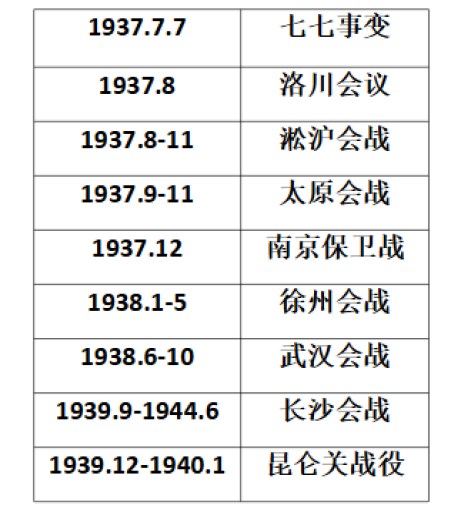 1937.7.7 七七事变
1937.8 洛川会议
1937.8-11 淞沪会战
1937.9-11 太原会战
1937.12 南京保卫战
1938.1-5 徐州会战
1938.6-10 武汉会战
1939.9-1944.6 长沙会战
1939.12-1940.1 昆仑关战役